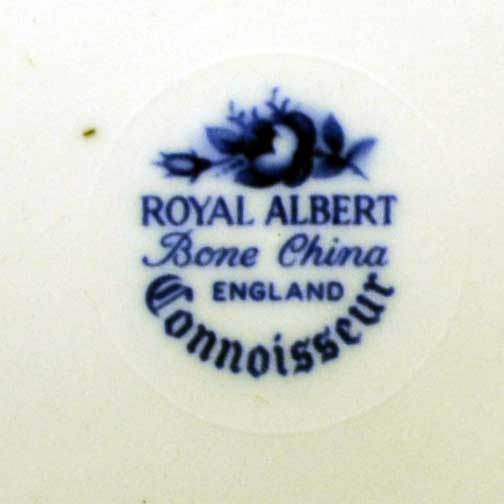 ROYAL ALBERT
Bone China
ENGLAND
Connoisseur